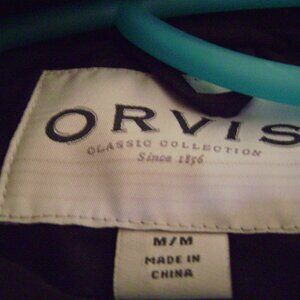 ORVIS
CLASSIC COLLECTION
Since 1856
M/M
MADE IN
CHINA